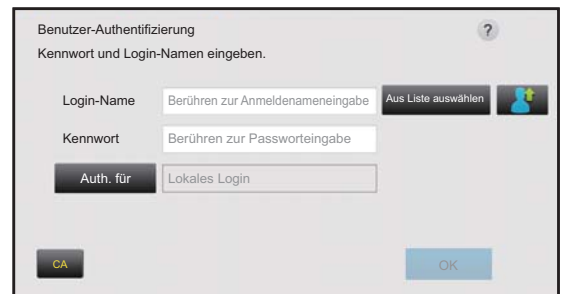 Benutzer-Authentifizierung
?
Kennwort und Login-Namen eingeben.
Login-Name
Berühren zur Anmeldenameneingabe
Aus Liste auswählen
Kennwort
Berühren zur Passworteingabe
Auth. für
Lokales Login
CA
OK